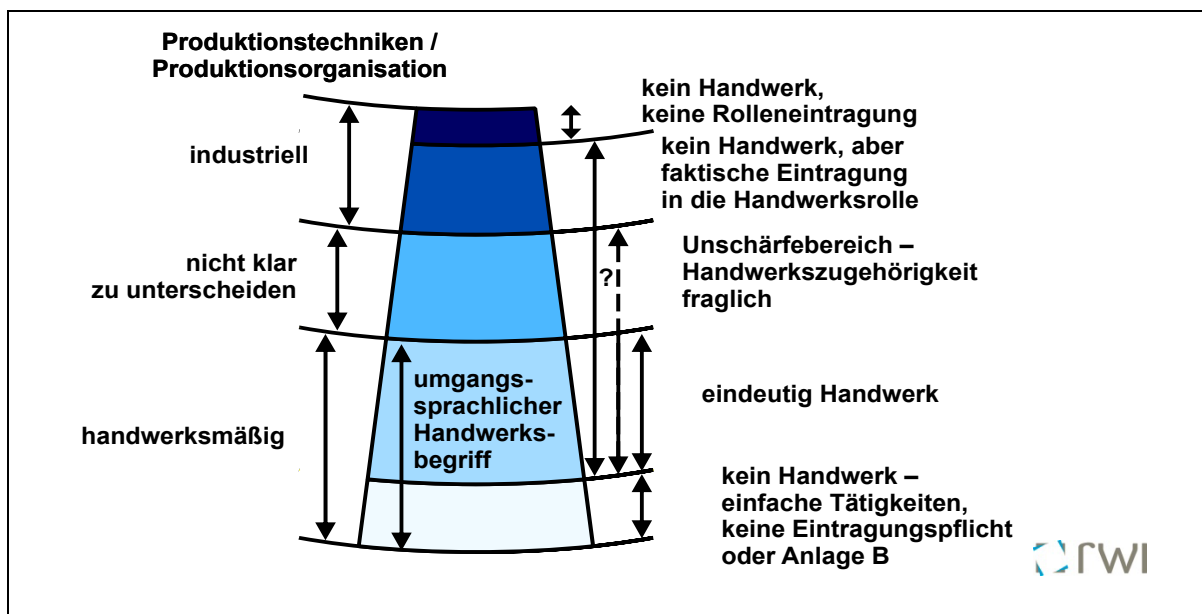 Produktionstechniken /
Produktionsorganisation
industriell
nicht klar
zu unterscheiden
handwerksmäßig
umgangs-
sprachlicher
Handwerks-
begriff
kein Handwerk,
keine Rolleneintragung
kein Handwerk, aber
faktische Eintragung
in die Handwerksrolle
Unschärfebereich –
Handwerkszugehörigkeit
fraglich
?
eindeutig Handwerk
kein Handwerk –
einfache Tätigkeiten,
keine Eintragungspflicht
oder Anlage B
rwi